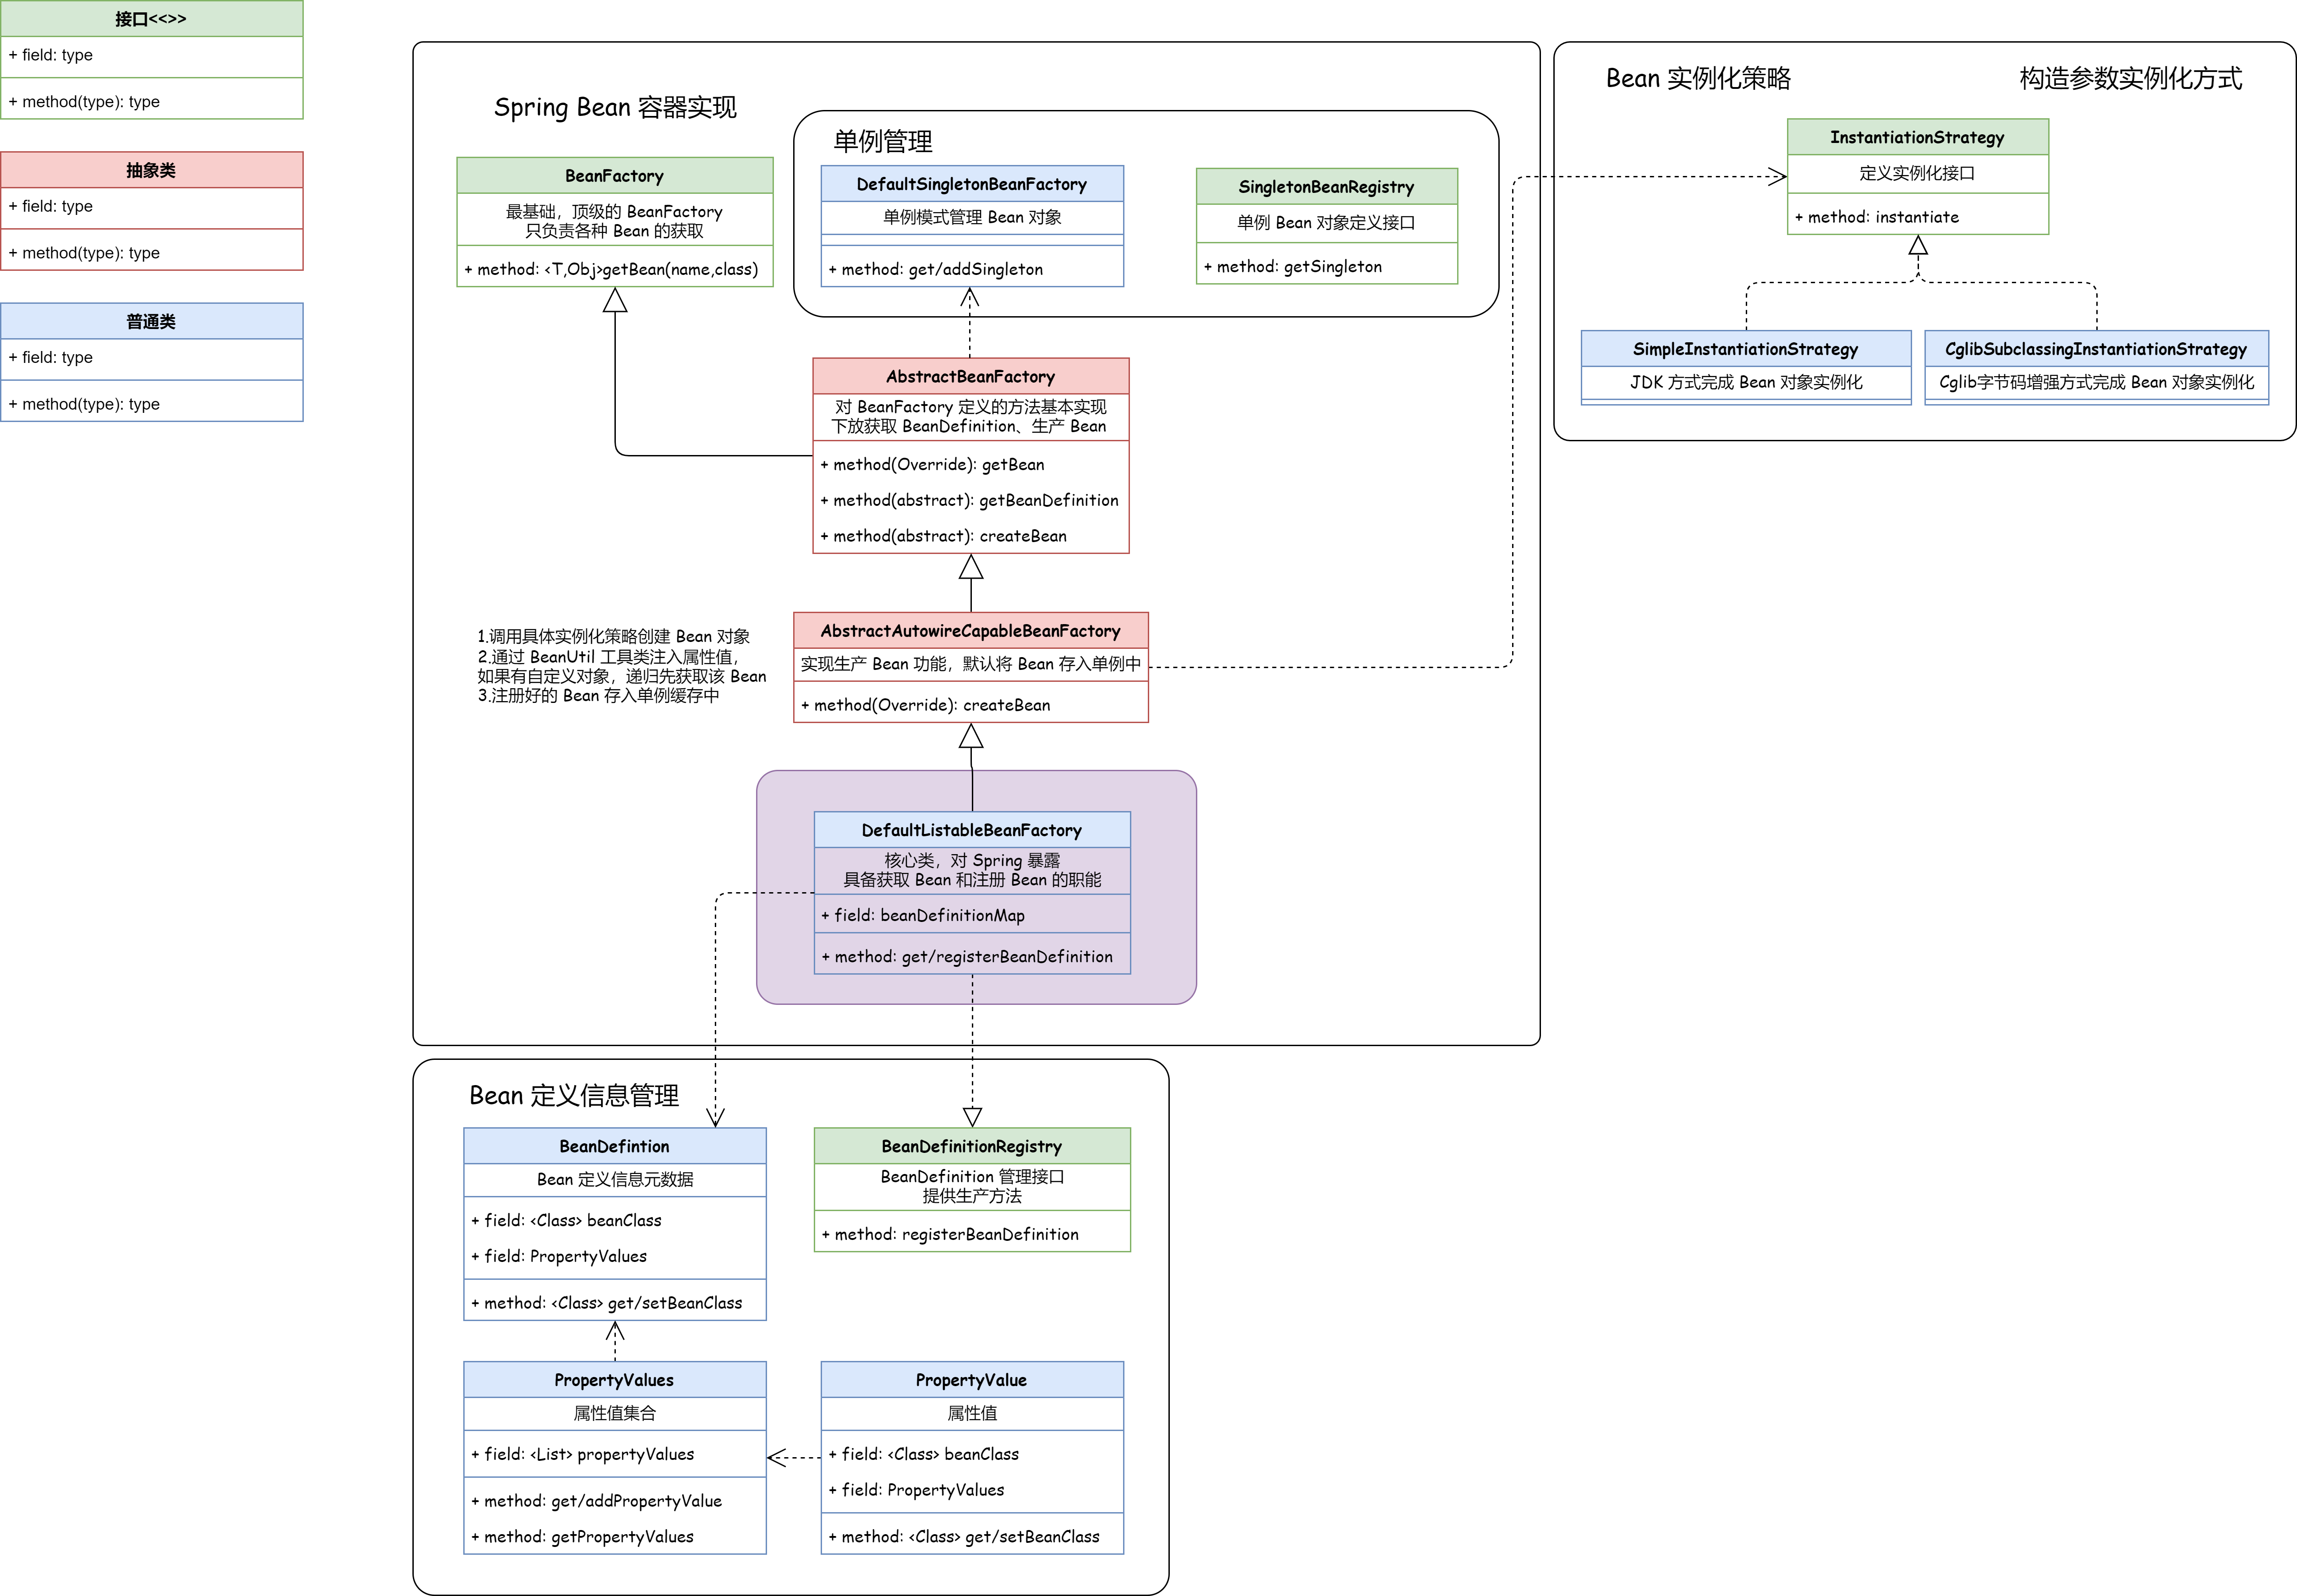 接口<<>>
+ field: type
+ method(type): type
抽象类
+ field: type
+ method(type): type
普通类
+ field: type
+ method(type): type
Spring Bean 容器实现
BeanFactory
最基础，顶级的 BeanFactory
只负责各种 Bean 的获取
+ method: <T,Obj>getBean(name,class)
单例管理
DefaultSingletonBeanFactory
单例模式管理 Bean 对象
+ method: get/addSingleton
SingletonBeanRegistry
单例 Bean 对象定义接口
+ method: getSingleton
AbstractBeanFactory
对 BeanFactory 定义的方法基本实现
下放获取 BeanDefinition、生产 Bean
+ method(Override): getBean
+ method(abstract): getBeanDefinition
+ method(abstract): createBean
1.调用具体实例化策略创建 Bean 对象
2.通过 BeanUtil 工具类注入属性值，
如果有自定义对象，递归先获取该 Bean
3.注册好的 Bean 存入单例缓存中
AbstractAutowireCapableBeanFactory
实现生产 Bean 功能，默认将 Bean 存入单例中
+ method(Override): createBean
DefaultListableBeanFactory
核心类，对 Spring 暴露
具备获取 Bean 和注册 Bean 的职能
+ field: beanDefinitionMap
+ method: get/registerBeanDefinition
Bean 实例化策略
构造参数实例化方式
InstantiationStrategy
定义实例化接口
+ method: instantiate
SimpleInstantiationStrategy
JDK 方式完成 Bean 对象实例化
CglibSubclassingInstantiationStrategy
Cglib字节码增强方式完成 Bean 对象实例化
Bean 定义信息管理
BeanDefintion
Bean 定义信息元数据
+ field: <Class> beanClass
+ field: PropertyValues
+ method: <Class> get/setBeanClass
BeanDefinitionRegistry
BeanDefinition 管理接口
提供生产方法
+ method: registerBeanDefinition
PropertyValues
属性值集合
+ field: <List> propertyValues
+ method: get/addPropertyValue
+ method: getPropertyValues
PropertyValue
属性值
+ field: <Class> beanClass
+ field: PropertyValues
+ method: <Class> get/setBeanClass